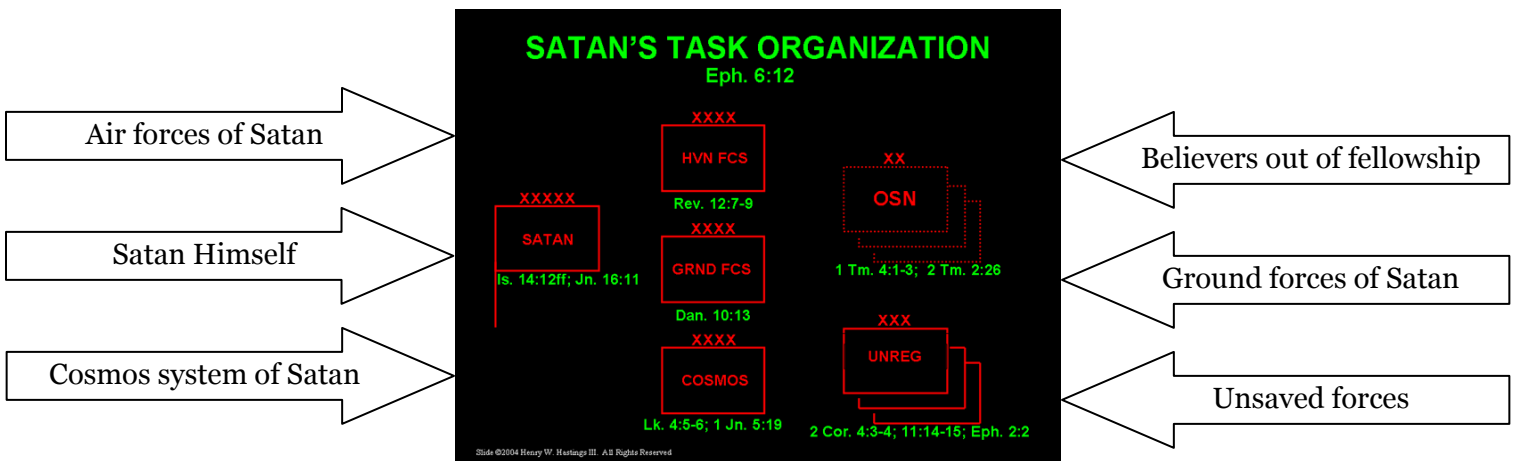 SATAN'S TASK ORGANIZATION
Eph. 6:12
Air forces of Satan
Satan Himself
Cosmos system of Satan
XXXXX
SATAN
Is. 14:12ff; Jn. 16:11
XXXX
HVN FCS
Rev. 12:7-9
XXXX
GRND FCS
Dan. 10:13
XXXX
COSMOS
Lk. 4:5-6; 1 Jn. 5:19
XX
OSN
1 Tm. 4:1-3; 2 Tm. 2:26
XXX
UNREG
2 Cor. 4:3-4; 11:14-15; Eph. 2:2
Believers out of fellowship
Ground forces of Satan
Unsaved forces
Slide ©2004 Henry W. Hastings III. All Rights Reserved